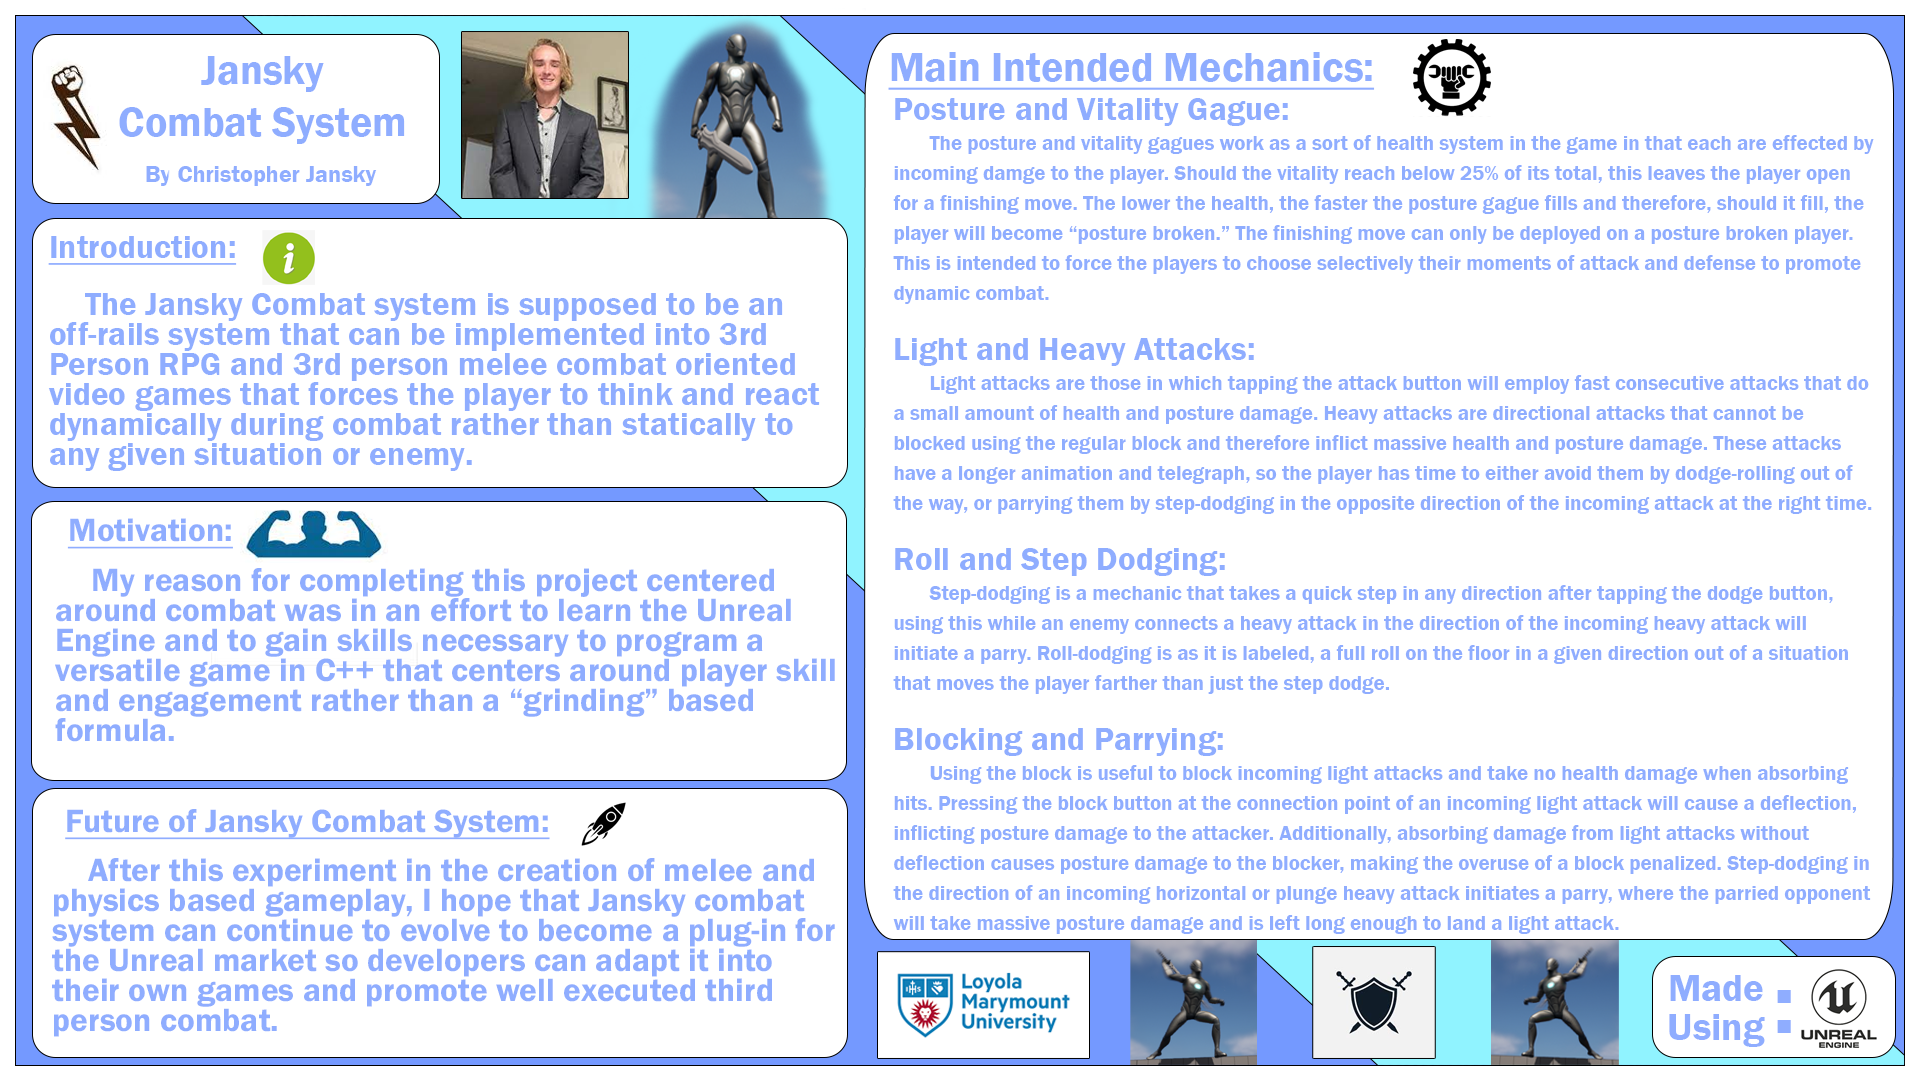 Jansky
Combat System
By Christopher Jansky
Introduction:
The Jansky Combat system is supposed to be an
off-rails system that can be implemented into 3rd
Person RPG and 3rd person melee combat oriented
video games that forces the player to think and react
dynamically during combat rather than statically to
any given situation or enemy.
Motivation:
My reason for completing this project centered
around combat was in an effort to learn the Unreal
Engine and to gain skills necessary to program a
versatile game in C++ that centers around player skill
and engagement rather than a “grinding” based
formula.
Future of Jansky Combat System:
After this experiment in the creation of melee and
physics based gameplay, I hope that Jansky combat
system can continue to evolve to become a plug-in for
the Unreal market so developers can adapt it into
their own games and promote well executed third
person combat.
Main Intended Mechanics:
Posture and Vitality Gague:
The posture and vitality gagues work as a sort of health system in the game in that each are effected by
incoming damge to the player. Should the vitality reach below 25% of its total, this leaves the player open
for a finishing move. The lower the health, the faster the posture gague fills and therefore, should it fill, the
player will become “posture broken.” The finishing move can only be deployed on a posture broken player.
This is intended to force the players to choose selectively their moments of attack and defense to promote
dynamic combat.
Light and Heavy Attacks:
Light attacks are those in which tapping the attack button will employ fast consecutive attacks that do
a small amount of health and posture damage. Heavy attacks are directional attacks that cannot be
blocked using the regular block and therefore inflict massive health and posture damage. These attacks
have a longer animation and telegraph, so the player has time to either avoid them by dodge-rolling out of
the way, or parrying them by step-dodging in the opposite direction of the incoming attack at the right time.
Roll and Step Dodging:
Step-dodging is a mechanic that takes a quick step in any direction after tapping the dodge button,
using this while an enemy connects a heavy attack in the direction of the incoming heavy attack will
initiate a parry. Roll-dodging is as it is labeled, a full roll on the floor in a given direction out of a situation
that moves the player farther than just the step dodge.
Blocking and Parrying:
Using the block is useful to block incoming light attacks and take no health damage when absorbing
hits. Pressing the block button at the connection point of an incoming light attack will cause a deflection,
inflicting posture damage to the attacker. Additionally, absorbing damage from light attacks without
deflection causes posture damage to the blocker, making the overuse of a block penalized. Step-dodging in
the direction of an incoming horizontal or plunge heavy attack initiates a parry, where the parried opponent
will take massive posture damage and is left long enough to land a light attack.
IHS
Loyola
Marymount
University
Made
Using:
UNREAL
ENGINE